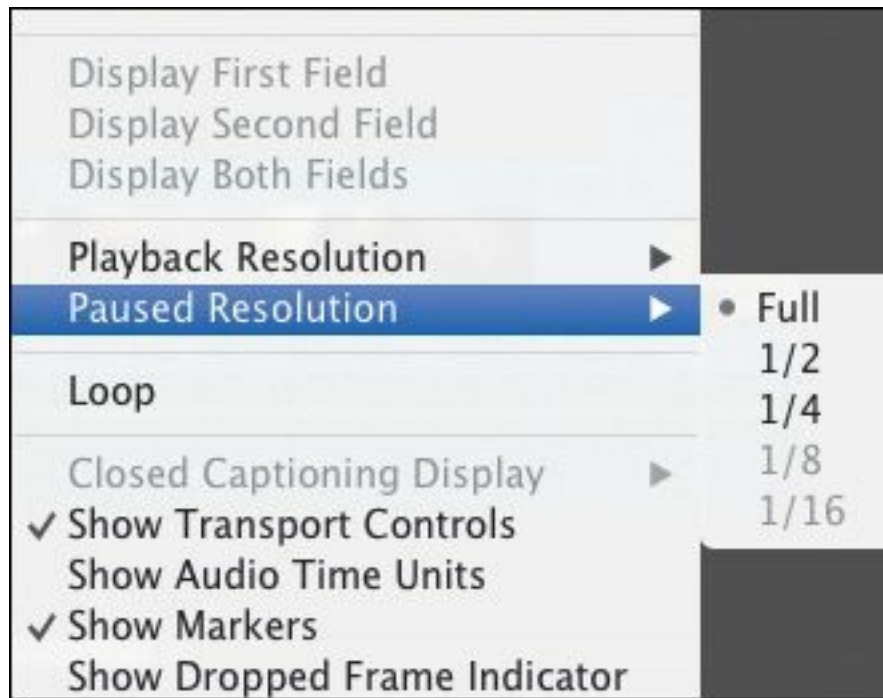 Display First Field
Display Second Field
Display Both Fields
Playback Resolution
Paused Resolution
Full
1/2
1/4
1/8
1/16
Loop
Closed Captioning Display
Show Transport Controls
Show Audio Time Units
Show Markers
Show Dropped Frame Indicator